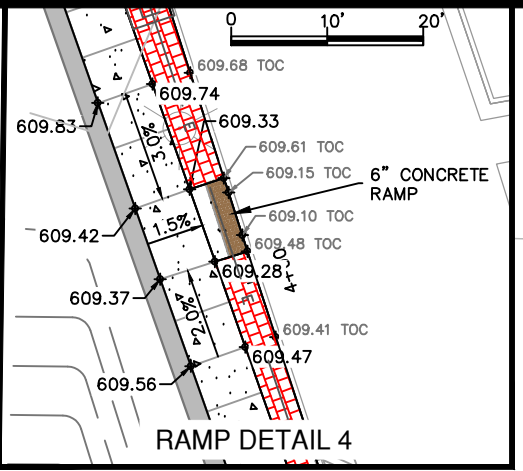 0 20'
609.68 TOC
609.74
609.83
609.33
3.0%
609.61 TOC
609.15 TOC
6" CONCRETE
RAMP
609.42
1.5%
609.10 TOC
609.48 TOC
609.28
609.37
2.0%
609.41 TOC
609.47
609.56
RAMP DETAIL 4